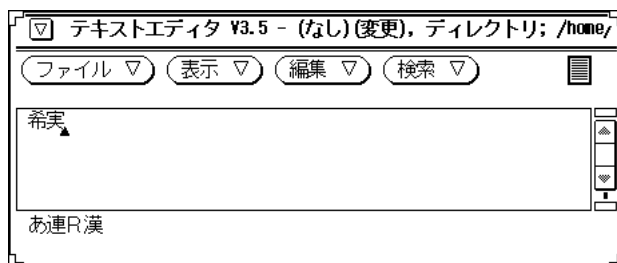 テキストエディタ V3.5 - (なし)(変更), ディレクトリ; /home/
ファイル ▽ 表示 ▽ 編集 ▽ 検索 ▽
希実
あ連R漢